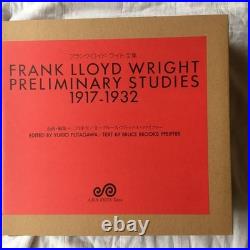 フランク・ロイド・ライト全集
FRANK LLOYD WRIGHT
PRELIMINARY STUDIES
1917-1932
EDITED BY YUKIO FUTAGAWA / TEXT BY BRUCE BROOKS PFEIFFER
A.D.A. EDITA Tokyo